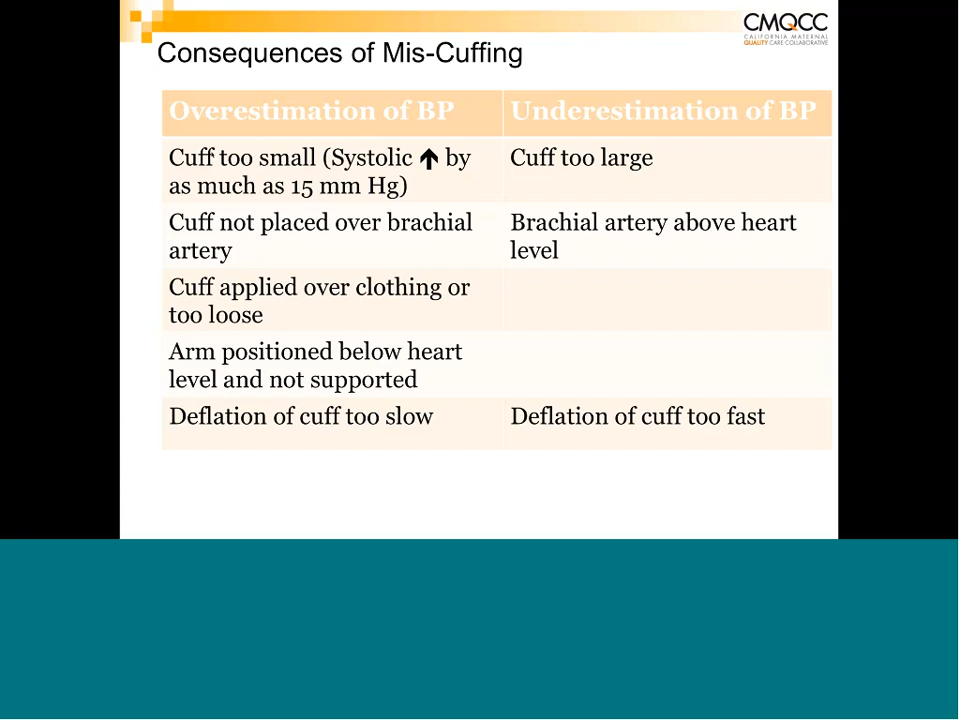 CMQCC
CALIFORNIA MATERNAL
QUALITY CARE COLLABORATIVE
Consequences of Mis-Cuffing
Overestimation of BP
Underestimation of BP
Cuff too small (Systolic ↑ by
as much as 15 mm Hg)
Cuff too large
Cuff not placed over brachial
artery
Brachial artery above heart
level
Cuff applied over clothing or
too loose
Arm positioned below heart
level and not supported
Deflation of cuff too slow
Deflation of cuff too fast